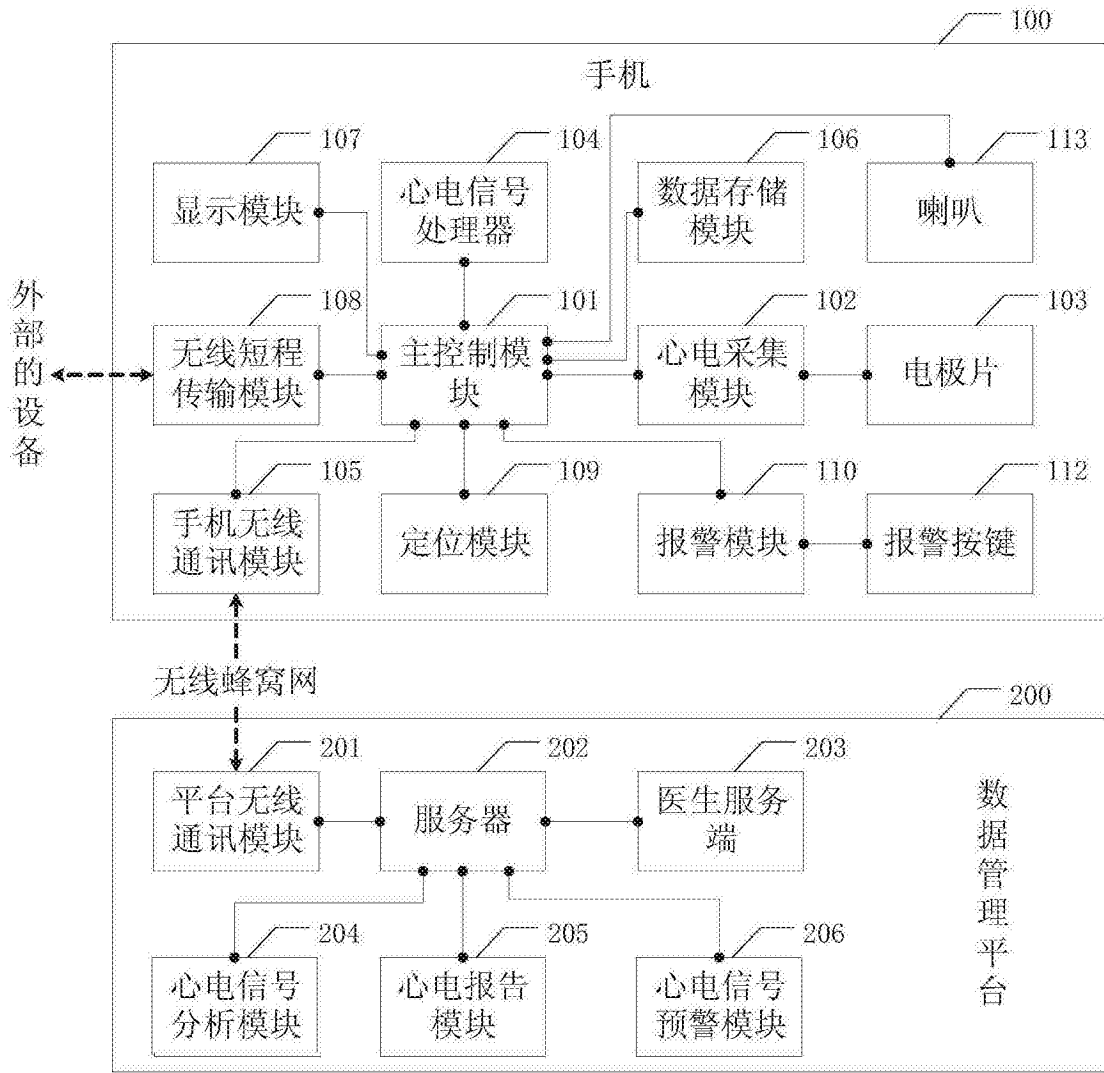 100
手机
107
104
106
113
显示模块
心电信号
处理器
数据存储
模块
喇叭
外部的设备
108
101
102
103
无线短程
传输模块
主控制模
块
心电采集
模块
电极片
105
109
110
112
手机无线
通讯模块
定位模块
报警模块
报警按键
无线蜂窝网
200
201
202
203
平台无线
通讯模块
服务器
医生服务
端
数据管理平台
204
205
206
心电信号
分析模块
心电报告
模块
心电信号
预警模块